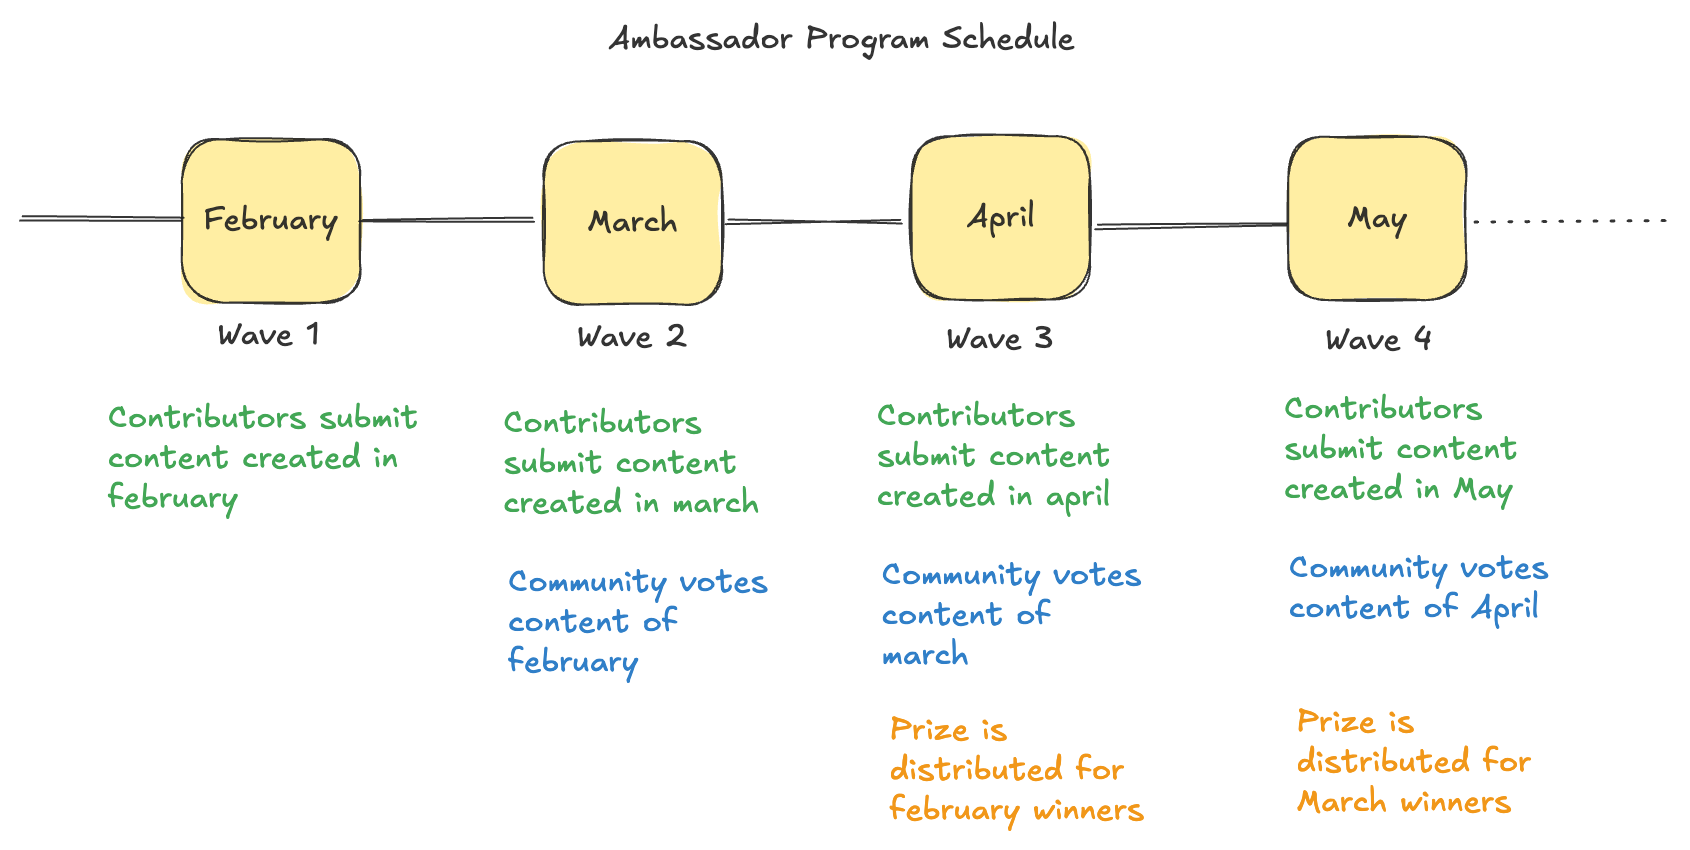 Ambassador Program Schedule
February
March
April
May
Wave 1
Wave 2
Wave 3
Wave 4
Contributors submit
content created in
february
Contributors
submit content
created in march
Community votes
content of
february
Contributors
submit content
created in april
Community votes
content of
march
Prize is
distributed for
february winners
Contributors
submit content
created in May
Community votes
content of April
Prize is
distributed for
March winners